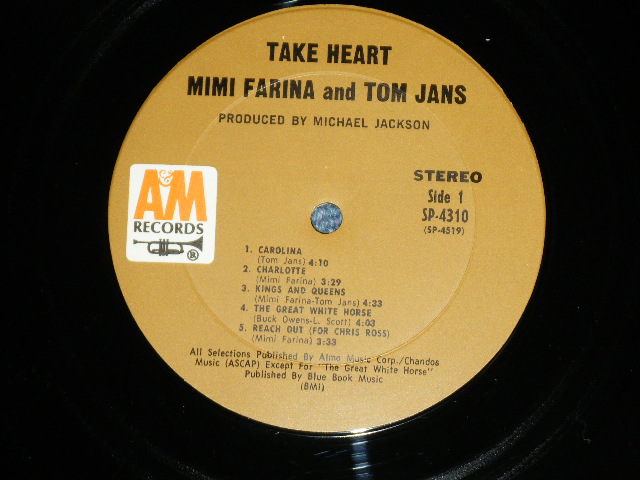 TAKE HEART
MIMI FARINA and TOM JANS
PRODUCED BY MICHAEL JACKSON
A&M
RECORDS
®
STEREO
Side 1
SP-4310
(SP-4519)
1. CAROLINA
(Tom Jans) 4:10
2. CHARLOTTE
(Mimi Farina) 3:29
3. KINGS AND QUEENS
(Mimi Farina-Tom Jans) 4:33
4. THE GREAT WHITE HORSE
(Buck Owens-L. Scott) 4:03
5. REACH OUT (FOR CHRIS ROSS)
(Mimi Farina) 3:33
All Selections Published By Almo Music Corp./Chandos
Music (ASCAP) Except For "The Great White Horse"
Published By Blue Book Music
(BMI)